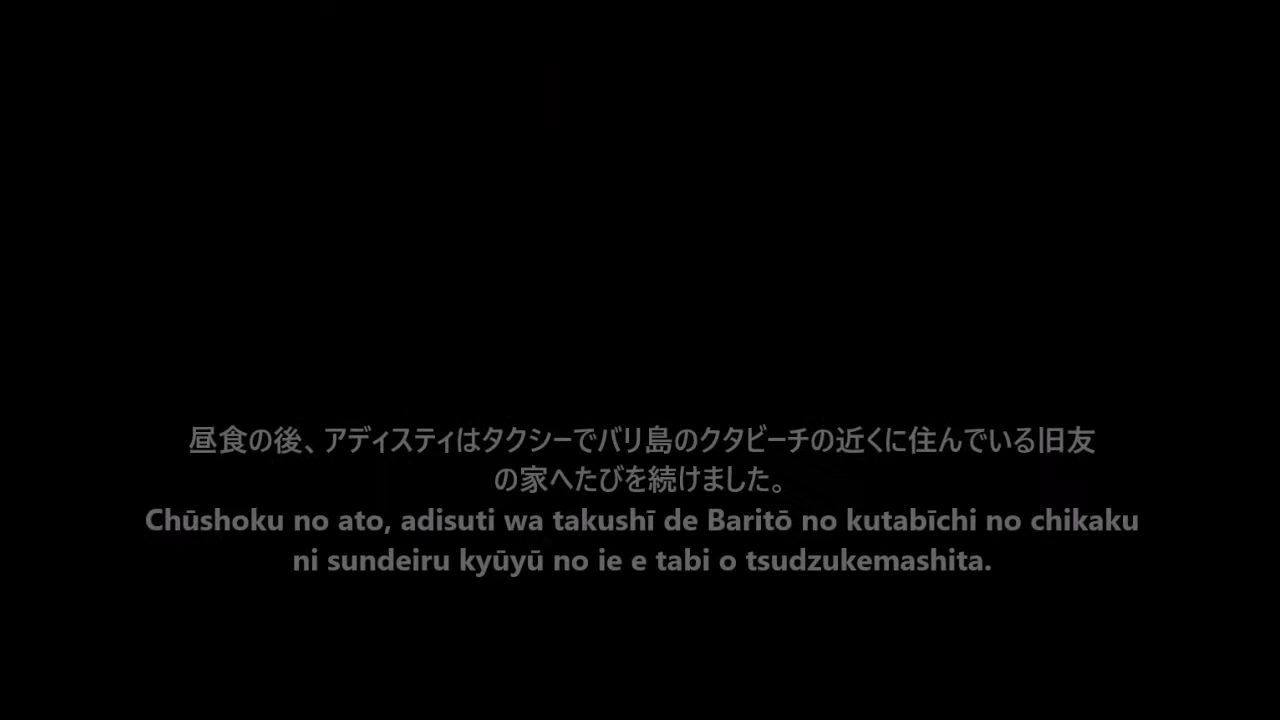 昼食の後、アディスティはタクシーでバリ島のクタビーチの近くに住んでいる旧友
の家へたびを続けました。
Chūshoku no ato, adisuti wa takushī de Baritō no kutabīchi no chikaku
ni sundeiru kyūyū no ie e tabi o tsudzukemashita.